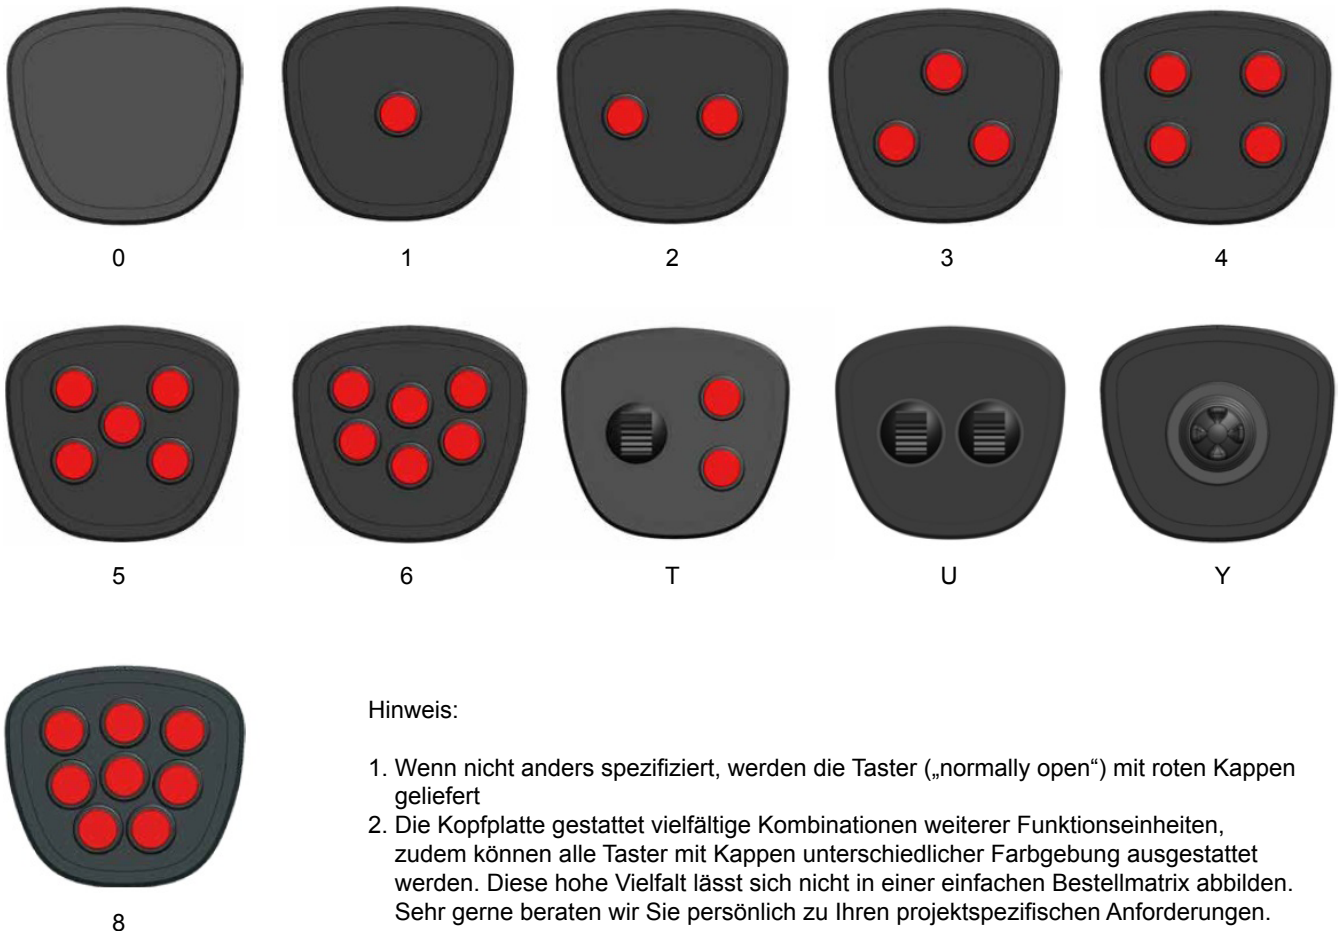 0 1 2 3 4
5 6 T U Y
8
Hinweis:
1. Wenn nicht anders spezifiziert, werden die Taster („normally open“) mit roten Kappen
geliefert
2. Die Kopfplatte gestattet vielfältige Kombinationen weiterer Funktionseinheiten,
zudem können alle Taster mit Kappen unterschiedlicher Farbgebung ausgestattet
werden. Diese hohe Vielfalt lässt sich nicht in einer einfachen Bestellmatrix abbilden.
Sehr gerne beraten wir Sie persönlich zu Ihren projektspezifischen Anforderungen.